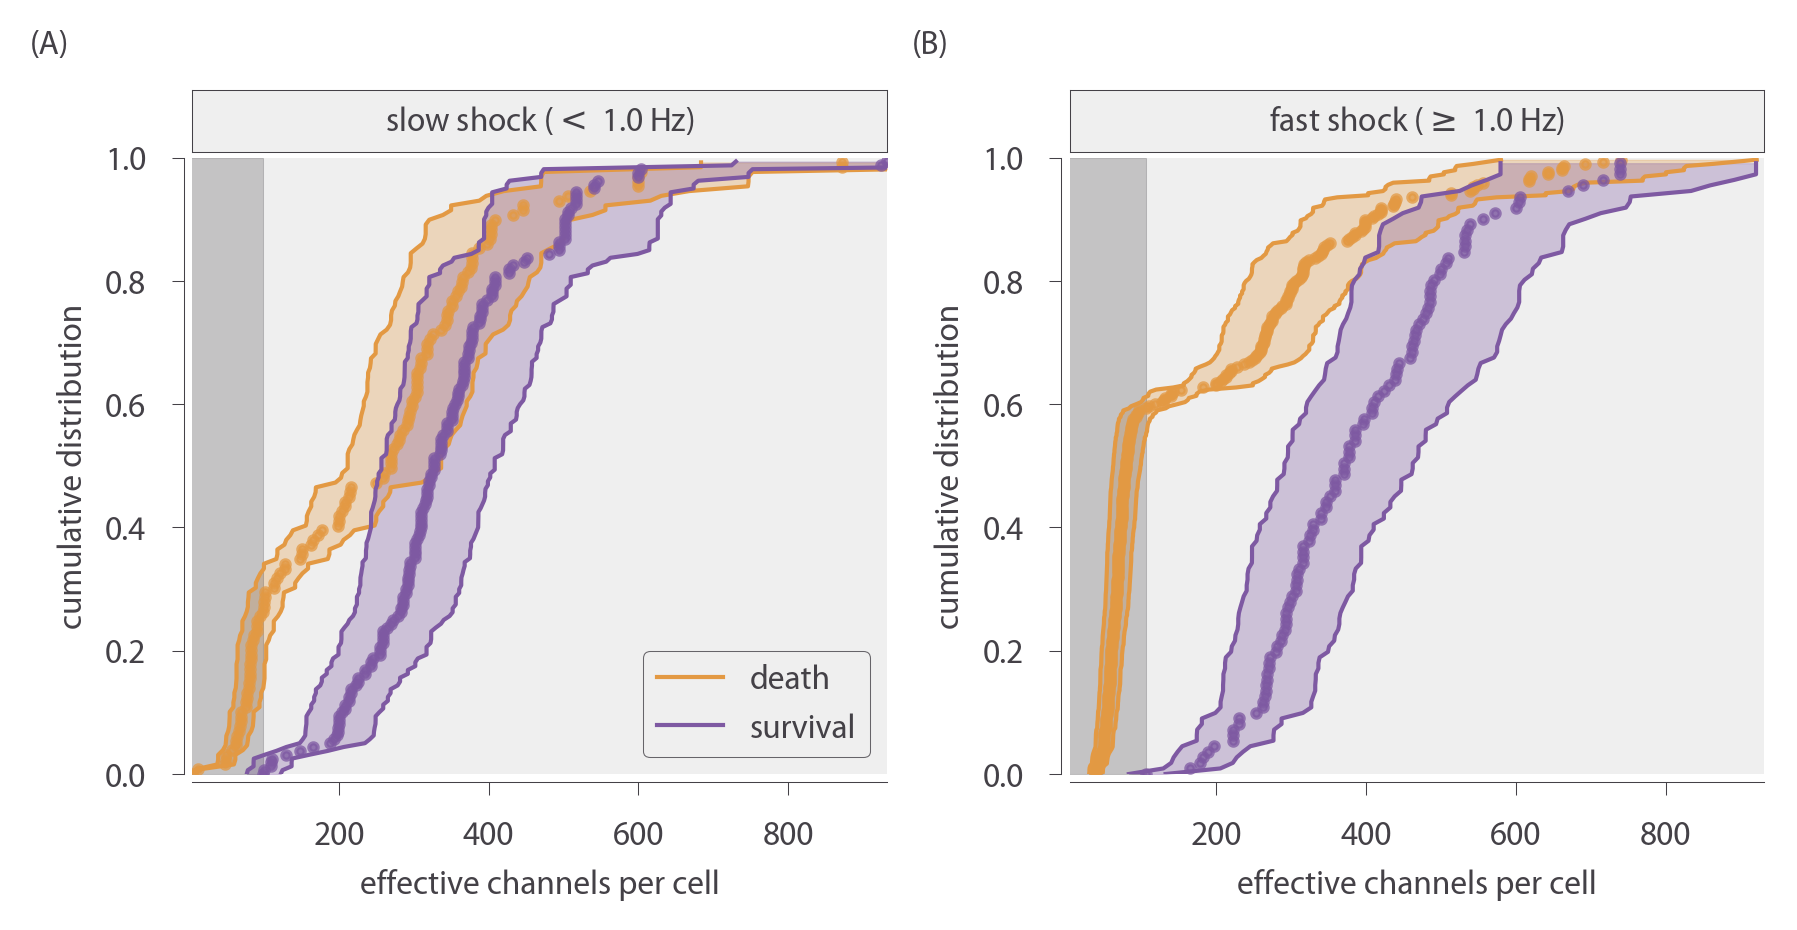 (A)
(B)
slow shock ( < 1.0 Hz)
fast shock ( ≥ 1.0 Hz)
cumulative distribution
1.0
0.8
0.6
0.4
0.2
0.0
death
survival
200
400
600
800
effective channels per cell
cumulative distribution
1.0
0.8
0.6
0.4
0.2
0.0
200
400
600
800
effective channels per cell